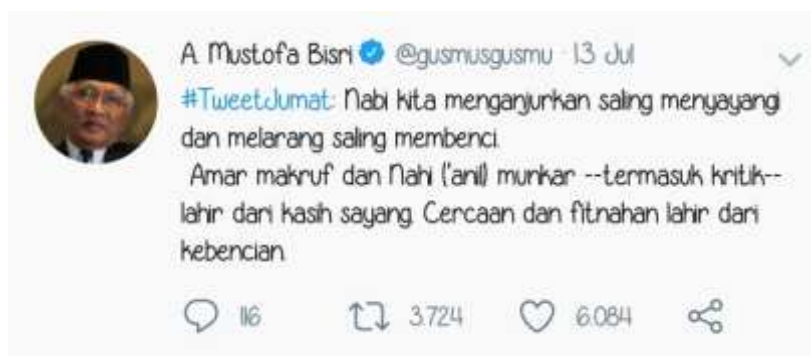 A Mustofa Bisri @gusmusgusmu · 13 Jul
#TweetJumat: Nabi kita menganjurkan saling menyayangi
dan melarang saling membenci.
Amar makruf dan Nahi ('anil) munkar --termasuk kritik--
lahir dari kasih sayang. Cercaan dan fitnahan lahir dari
kebencian.
116 3.724 6.084